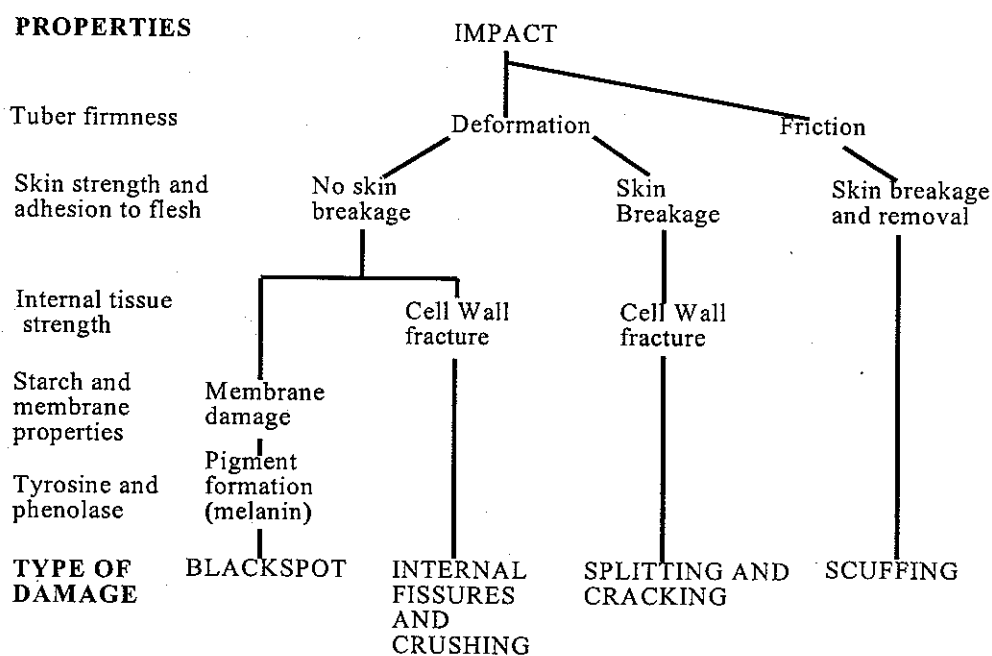 PROPERTIES
IMPACT
Tuber firmness
Deformation
Friction
Skin strength and
adhesion to flesh
No skin
breakage
Skin
Breakage
Skin breakage
and removal
Internal tissue
strength
Cell Wall
fracture
Cell Wall
fracture
Starch and
membrane
properties
Membrane
damage
Tyrosine and
phenolase
Pigment
formation
(melanin)
TYPE OF
DAMAGE
BLACKSPOT
INTERNAL
FISSURES
AND
CRUSHING
SPLITTING AND
CRACKING
SCUFFING